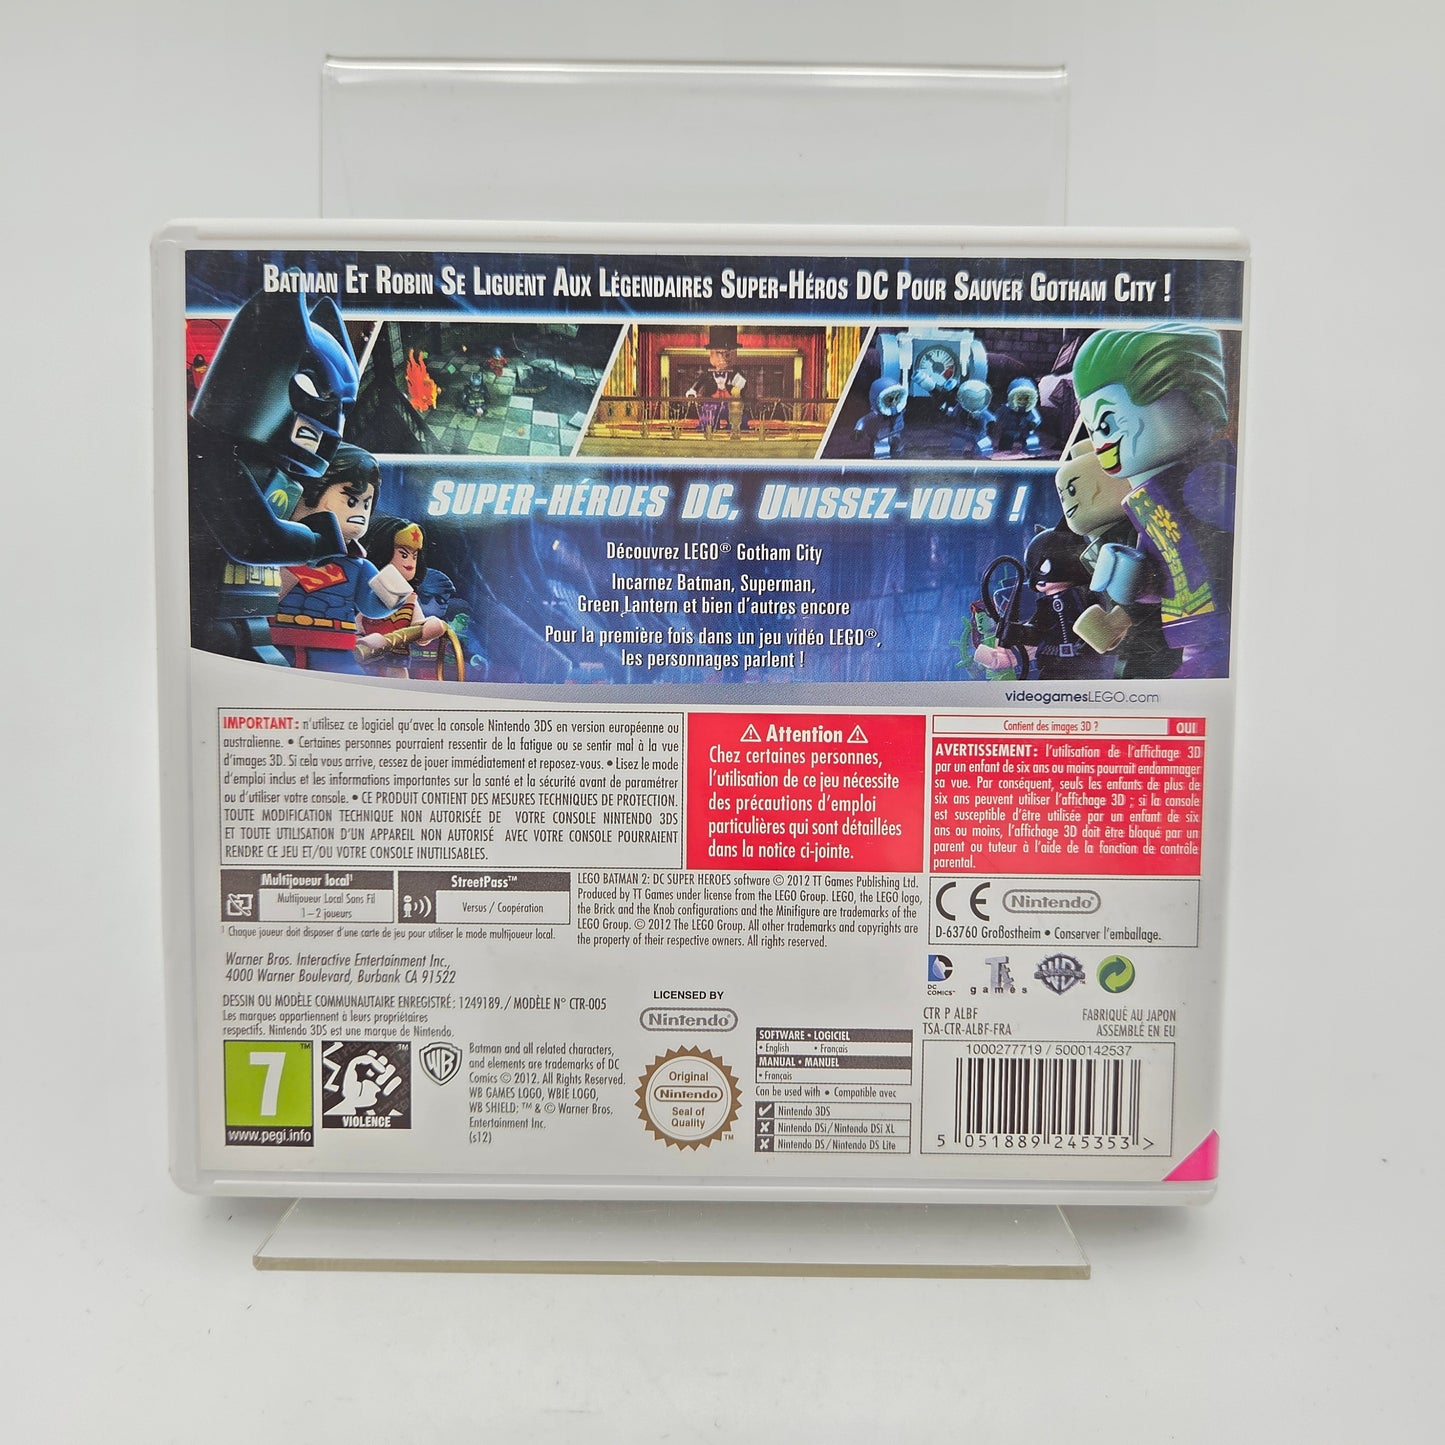 BATMAN ET ROBIN SE LIGUENT AUX LÉGENDAIRES SUPER-HÉROS DC POUR SAUVER GOTHAM CITY !
SUPER-HÉROES DC, UNISSEZ-VOUS !
Découvrez LEGO® Gotham City
Incarnez Batman, Superman,
Green Lantern et bien d'autres encore
Pour la première fois dans un jeu vidéo LEGO®,
les personnages parlent !
videogamesLEGO.com
IMPORTANT : n'utilisez ce logiciel qu'avec la console Nintendo 3DS en version européenne ou
australienne. • Certaines personnes pourraient ressentir de la fatigue ou se sentir mal à la vue
d'images 3D. Si cela vous arrive, cessez de jouer immédiatement et reposez-vous. • Lisez le mode
d'emploi inclus et les informations importantes sur la santé et la sécurité avant de paramétrer
ou d'utiliser votre console. • CE PRODUIT CONTIENT DES MESURES TECHNIQUES DE PROTECTION.
TOUTE MODIFICATION TECHNIQUE NON AUTORISÉE DE VOTRE CONSOLE NINTENDO 3DS
ET TOUTE UTILISATION D'UN APPAREIL NON AUTORISÉ AVEC VOTRE CONSOLE POURRAIENT
RENDRE CE JEU ET/OU VOTRE CONSOLE INUTILISABLES.
⚠ Attention ⚠
Chez certaines personnes,
l'utilisation de ce jeu nécessite
des précautions d'emploi
particulières qui sont détaillées
dans la notice ci-jointe.
Contient des images 3D ? OUI
AVERTISSEMENT : l'utilisation de l'affichage 3D
par un enfant de six ans ou moins pourrait endommager
sa vue. Par conséquent, seuls les enfants de plus de
six ans peuvent utiliser l'affichage 3D ; si la console
est susceptible d'être utilisée par un enfant de six
ans ou moins, l'affichage 3D doit être bloqué par un
parent ou tuteur à l'aide de la fonction de contrôle
parental.
Multijoueur local¹
Multijoueur Local Sans Fil
1–2 joueurs
StreetPass™
Versus / Coopération
¹ Chaque joueur doit disposer d'une carte de jeu pour utiliser le mode multijoueur local.
LEGO BATMAN 2: DC SUPER HEROES software © 2012 TT Games Publishing Ltd.
Produced by TT Games under license from the LEGO Group. LEGO, the LEGO logo,
the Brick and the Knob configurations and the Minifigure are trademarks of the
LEGO Group. © 2012 The LEGO Group. All other trademarks and copyrights are
the property of their respective owners. All rights reserved.
CE Nintendo®
D-63760 Großostheim • Conserver l'emballage.
Warner Bros. Interactive Entertainment Inc.,
4000 Warner Boulevard, Burbank CA 91522
DC
COMICS™
Tt
games
WB
DESSIN OU MODÈLE COMMUNAUTAIRE ENREGISTRÉ : 1249189./ MODÈLE N° CTR-005
Les marques appartiennent à leurs propriétaires
respectifs. Nintendo 3DS est une marque de Nintendo.
LICENSED BY
Nintendo®
CTR P ALBF
TSA-CTR-ALBF-FRA
FABRIQUÉ AU JAPON
ASSEMBLÉ EN EU
7
www.pegi.info
™
VIOLENCE
WB
Batman and all related characters,
and elements are trademarks of DC
Comics © 2012. All Rights Reserved.
WB GAMES LOGO, WBIE LOGO,
WB SHIELD: ™ & © Warner Bros.
Entertainment Inc.
(s12)
Original
Nintendo®
Seal of
Quality
™
SOFTWARE • LOGICIEL
• English • Français
MANUAL • MANUEL
• Français
Can be used with • Compatible avec
Nintendo 3DS
Nintendo DSi/Nintendo DSi XL
Nintendo DS/Nintendo DS Lite
1000277719 / 5000142537
5 051889 245353 >